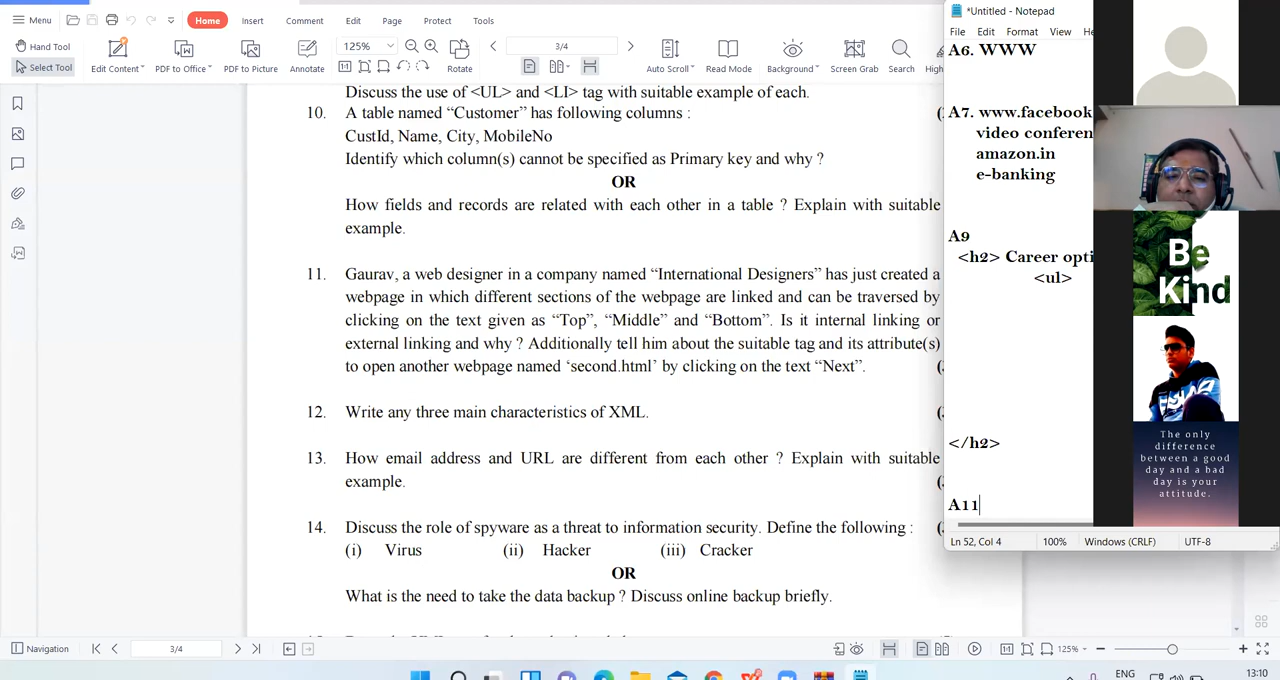 Menu
Home
Insert
Comment
Edit
Page
Protect
Tools
Hand Tool
Select Tool
Edit Content
PDF to Office
PDF to Picture
125%
Annotate
Rotate
3/4
Auto Scroll
Read Mode
Background
Screen Grab
Search
Discuss the use of <UL> and <LI> tag with suitable example of each.
10. A table named “Customer” has following columns :
CustId, Name, City, MobileNo
Identify which column(s) cannot be specified as Primary key and why ?
OR
How fields and records are related with each other in a table ? Explain with suitable
example.
11. Gaurav, a web designer in a company named “International Designers” has just created a
webpage in which different sections of the webpage are linked and can be traversed by
clicking on the text given as “Top”, “Middle” and “Bottom”. Is it internal linking or
external linking and why ? Additionally tell him about the suitable tag and its attribute(s)
to open another webpage named ‘second.html’ by clicking on the text “Next”.
12. Write any three main characteristics of XML.
13. How email address and URL are different from each other ? Explain with suitable
example.
14. Discuss the role of spyware as a threat to information security. Define the following :
(i) Virus (ii) Hacker (iii) Cracker
OR
What is the need to take the data backup ? Discuss online backup briefly.
*Untitled - Notepad
File Edit Format View He
A6. WWW
A7. www.facebook
video conferen
amazon.in
e-banking
A9
<h2> Career opti
<ul>
</h2>
A11
Ln 52, Col 4 100% Windows (CRLF) UTF-8
Be
Kind
The only
difference
between a good
day and a bad
day is your
attitude.
Navigation
3/4
125%
ENG
13:10